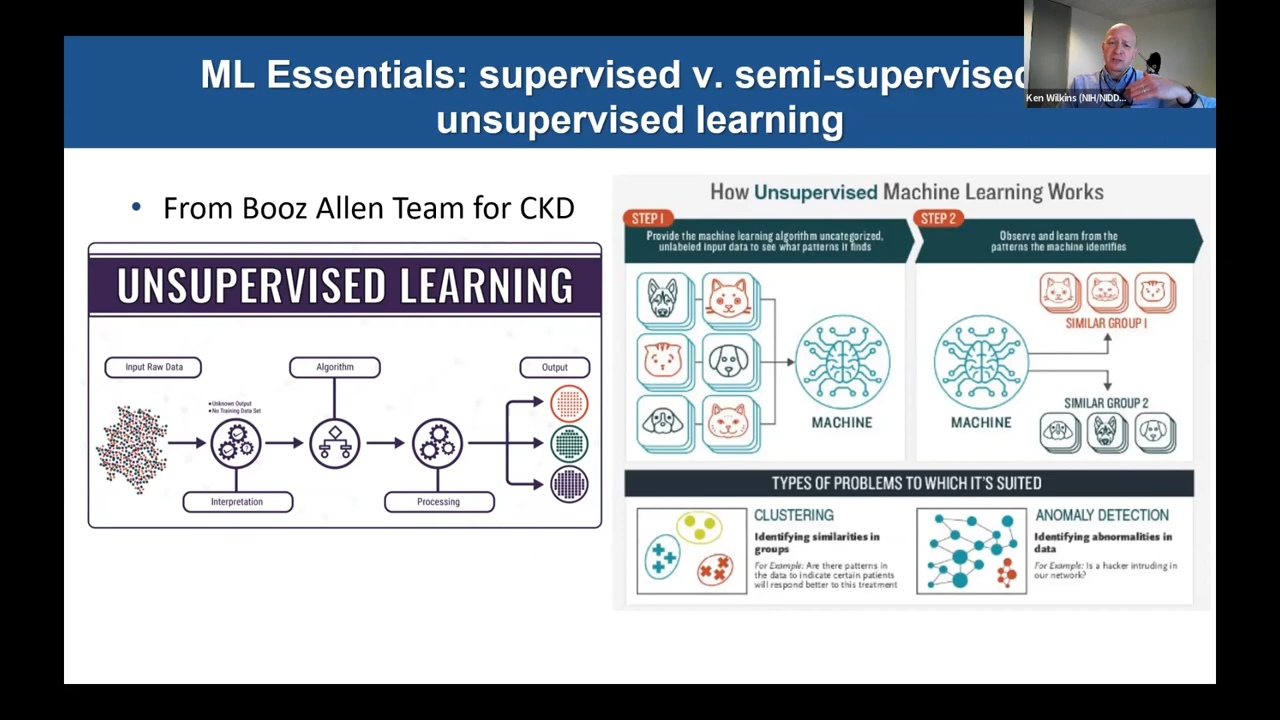 ML Essentials: supervised v. semi-supervised
unsupervised learning
Ken Wilkins (NIH/NIDD...
• From Booz Allen Team for CKD
UNSUPERVISED LEARNING
Input Raw Data
Algorithm
Output
• Unknown Output
• No Training Data Set
Interpretation
Processing
How Unsupervised Machine Learning Works
STEP 1
Provide the machine learning algorithm uncategorized,
unlabeled input data to see what patterns it finds
STEP 2
Observe and learn from the
patterns the machine identifies
MACHINE
MACHINE
SIMILAR GROUP 1
SIMILAR GROUP 2
TYPES OF PROBLEMS TO WHICH IT'S SUITED
CLUSTERING
Identifying similarities in
groups
For Example: Are there patterns in
the data to indicate certain patients
will respond better to this treatment
ANOMALY DETECTION
Identifying abnormalities in
data
For Example: Is a hacker intruding in
our network?